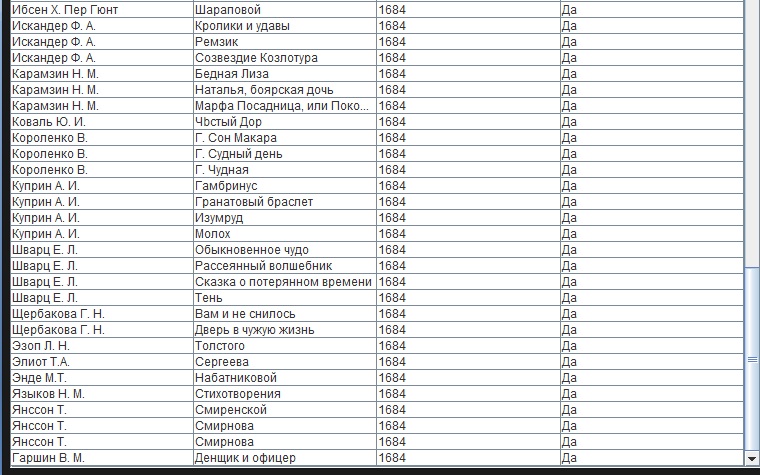 Ибсен Х. Пер Гюнт Шараповой 1684 Да
Искандер Ф. А. Кролики и удавы 1684 Да
Искандер Ф. А. Ремзик 1684 Да
Искандер Ф. А. Созвездие Козлотура 1684 Да
Карамзин Н. М. Бедная Лиза 1684 Да
Карамзин Н. М. Наталья, боярская дочь 1684 Да
Карамзин Н. М. Марфа Посадница, или Поко... 1684 Да
Коваль Ю. И. Чbстый Дор 1684 Да
Короленко В. Г. Сон Макара 1684 Да
Короленко В. Г. Судный день 1684 Да
Короленко В. Г. Чудная 1684 Да
Куприн А. И. Гамбринус 1684 Да
Куприн А. И. Гранатовый браслет 1684 Да
Куприн А. И. Изумруд 1684 Да
Куприн А. И. Молох 1684 Да
Шварц Е. Л. Обыкновенное чудо 1684 Да
Шварц Е. Л. Рассеянный волшебник 1684 Да
Шварц Е. Л. Сказка о потерянном времени 1684 Да
Шварц Е. Л. Тень 1684 Да
Щербакова Г. Н. Вам и не снилось 1684 Да
Щербакова Г. Н. Дверь в чужую жизнь 1684 Да
Эзоп Л. Н. Толстого 1684 Да
Элиот Т.А. Сергеева 1684 Да
Энде М.Т. Набатниковой 1684 Да
Языков Н. М. Стихотворения 1684 Да
Янссон Т. Смиренской 1684 Да
Янссон Т. Смирнова 1684 Да
Янссон Т. Смирнова 1684 Да
Гаршин В. М. Денщик и офицер 1684 Да